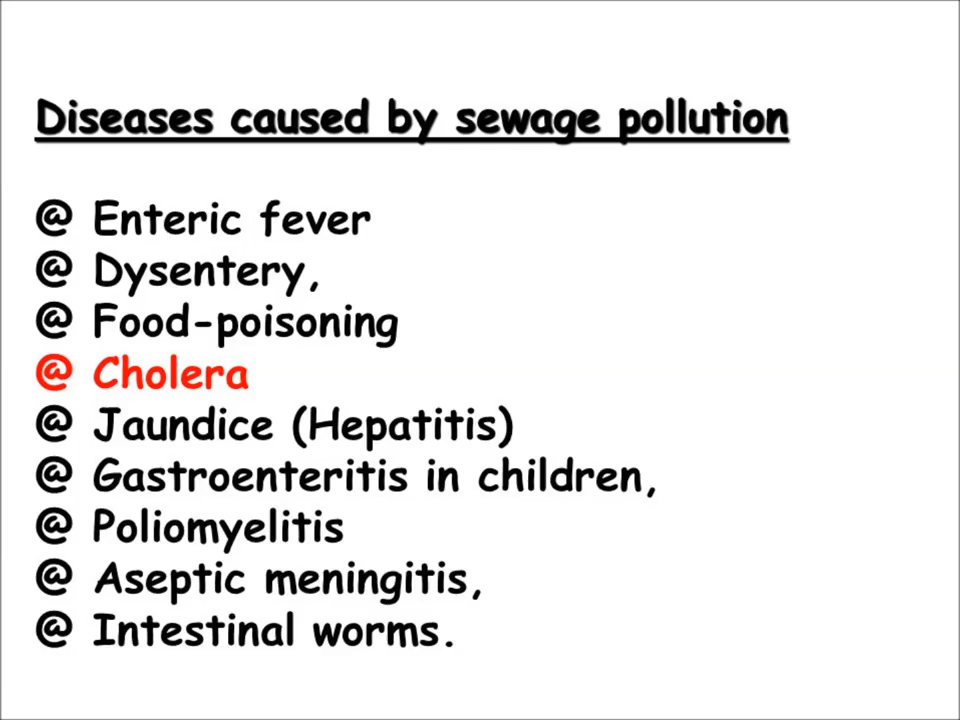 Diseases caused by sewage pollution
@ Enteric fever
@ Dysentery,
@ Food-poisoning
@ Cholera
@ Jaundice (Hepatitis)
@ Gastroenteritis in children,
@ Poliomyelitis
@ Aseptic meningitis,
@ Intestinal worms.